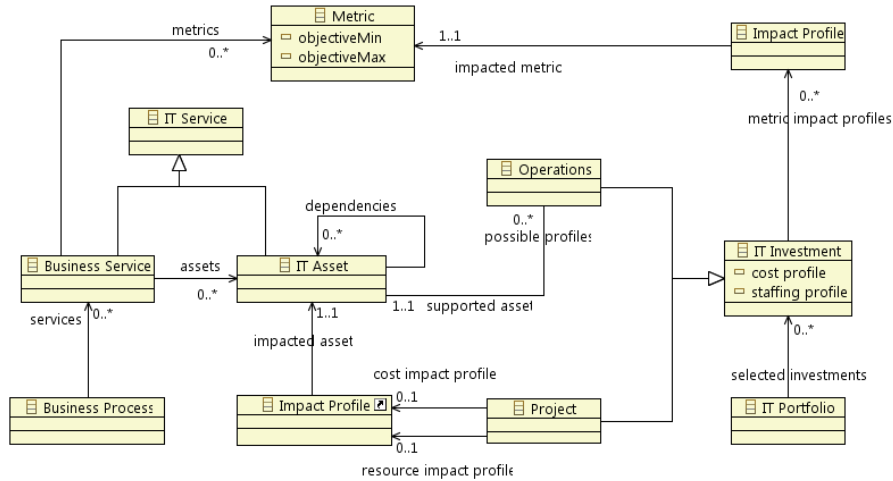 Metric
objectiveMin
objectiveMax
metrics
0..*
1..1
impacted metric
Impact Profile
0..*
metric impact profiles
IT Service
Operations
0..*
possible profiles
dependencies
0..*
Business Service
assets
0..*
IT Asset
1..1
supported asset
IT Investment
cost profile
staffing profile
services
0..*
1..1
impacted asset
0..*
selected investments
cost impact profile
Business Process
Impact Profile
0..1
0..1
Project
IT Portfolio
resource impact profile